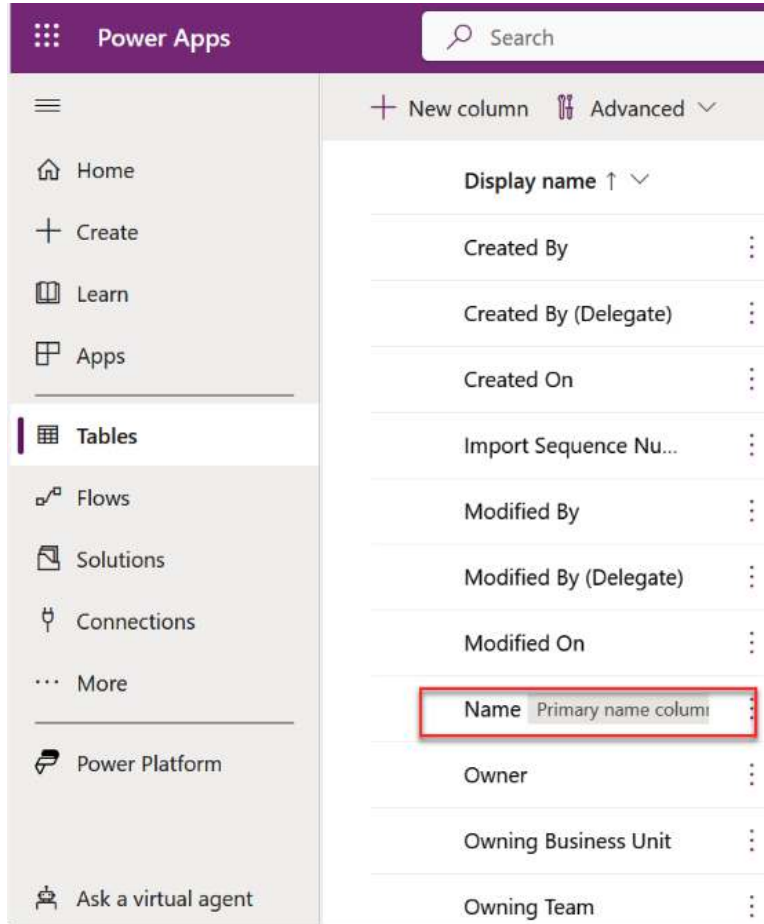 Power Apps
Search
New column Advanced
Home
Create
Learn
Apps
Tables
Flows
Solutions
Connections
More
Power Platform
Ask a virtual agent
Display name ↑
Created By
Created By (Delegate)
Created On
Import Sequence Nu...
Modified By
Modified By (Delegate)
Modified On
Name Primary name
Owner
Owning Business Unit
Owning Team